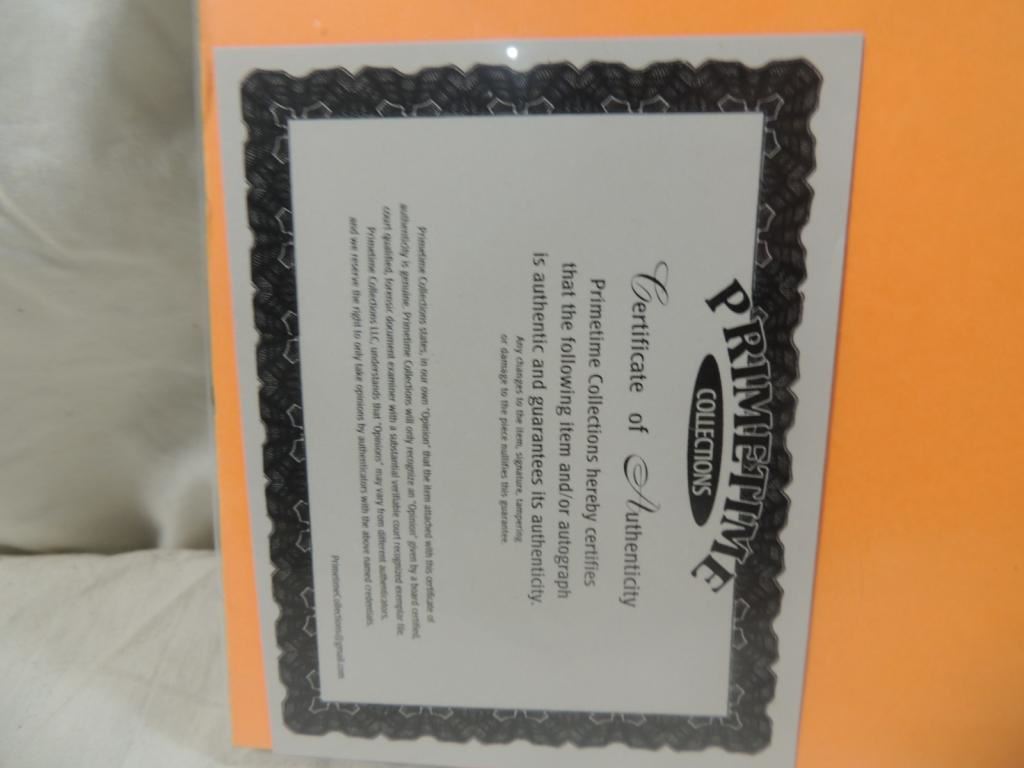 PRIMETIME
COLLECTIONS
Certificate of Authenticity
Primetime Collections hereby certifies
that the following item and/or autograph
is authentic and guarantees its authenticity.
Any changes to the item, signature, tampering
or damage to the piece nullifies this guarantee.
Primetime Collections states, in our own "Opinion" that the item attached with this certificate of
authenticity is genuine. Primetime Collections will only recognize an "Opinion" given by a board certified,
court qualified, forensic document examiner with a substantial verifiable court recognized exemplar file.
Primetime Collections LLC, understands that "Opinions" may vary from different authenticators,
and we reserve the right to only take opinions by authenticators with the above named credentials.
PrimetimeCollections@gmail.com